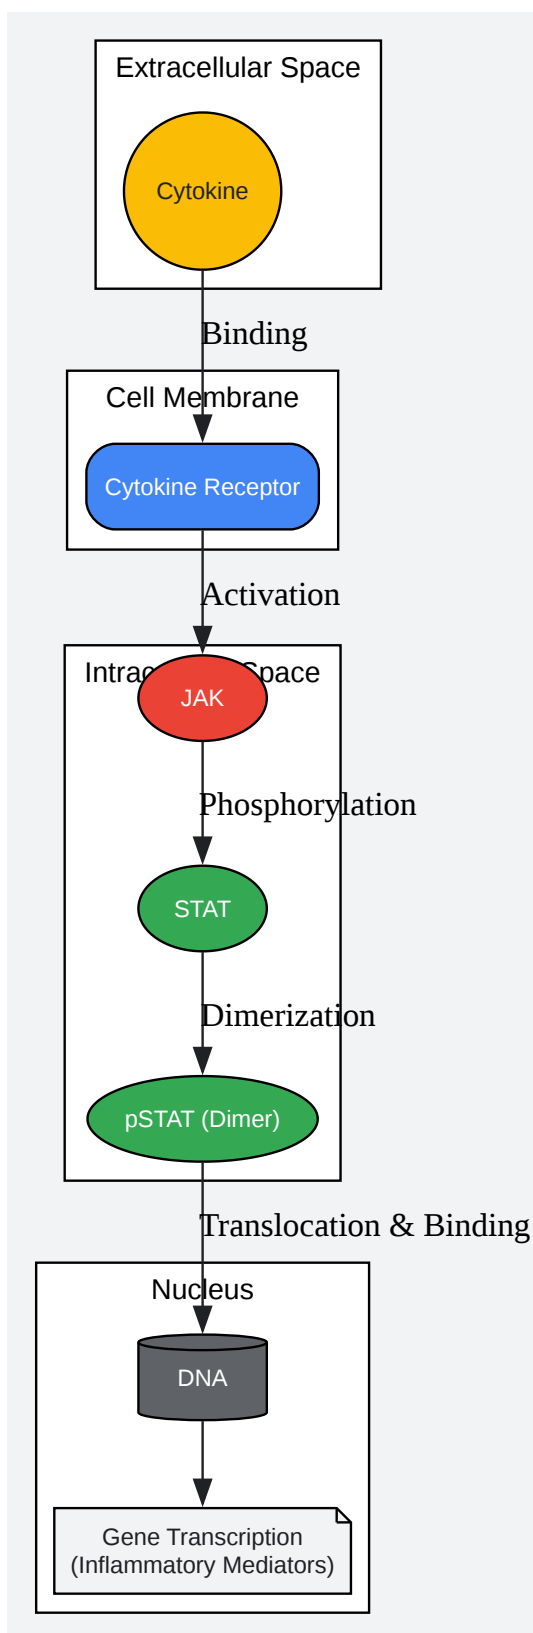 Extracellular Space
Cytokine
Binding
Cell Membrane
Cytokine Receptor
Activation
Space
JAK
Phosphorylation
STAT
Dimerization
pSTAT (Dimer)
Translocation & Binding
Nucleus
DNA
Gene Transcription
(Inflammatory Mediators)